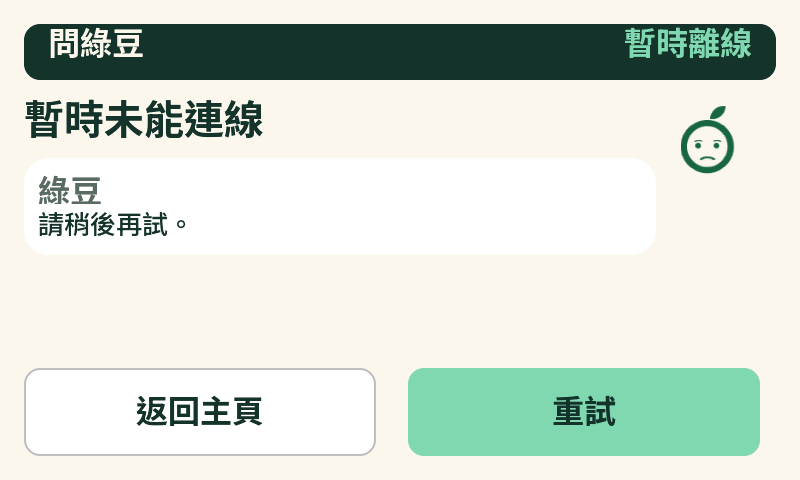 問綠豆
暫時離線
暫時未能連線
綠豆
請稍後再試。
返回主頁
重試